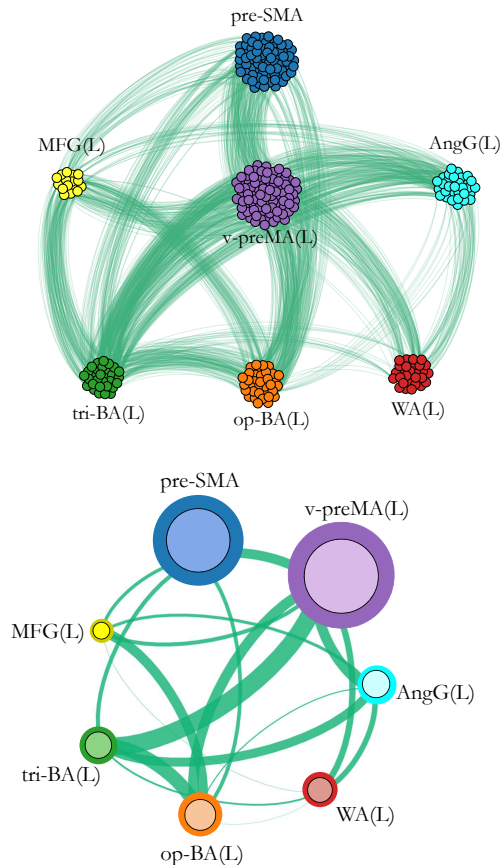 pre-SMA
MFG(L)
AngG(L)
v-preMA(L)
tri-BA(L)
op-BA(L)
WA(L)
pre-SMA
v-preMA(L)
MFG(L)
AngG(L)
tri-BA(L)
WA(L)
op-BA(L)